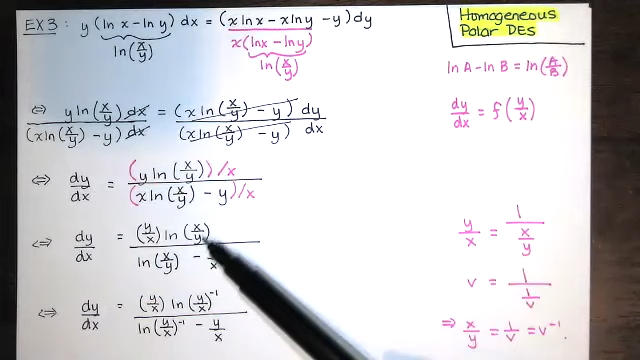 EX 3: y (ln x − ln y) dx = (x ln x − x ln y − y) dy
ln(x/y)
x (ln x − ln y)
ln(x/y)
Homogeneous
Polar DEs
ln A − ln B = ln(A/B)
⇔ y ln(x/y) dx / (x ln(x/y) − y) dx = (x ln(x/y) − y) / (x ln(x/y) − y) dy/dx
dy/dx = f(y/x)
⇔ dy/dx = (y ln(x/y)) /x / (x ln(x/y) − y) /x
⇔ dy/dx = (y/x) ln(x/y) / ln(x/y) − x
⇔ dy/dx = (y/x) ln(y/x)⁻¹ / ln(y/x)⁻¹ − y/x
y/x = 1 / (x/y)
v = 1 / (1/v)
⇒ x/y = 1/v = v⁻¹.